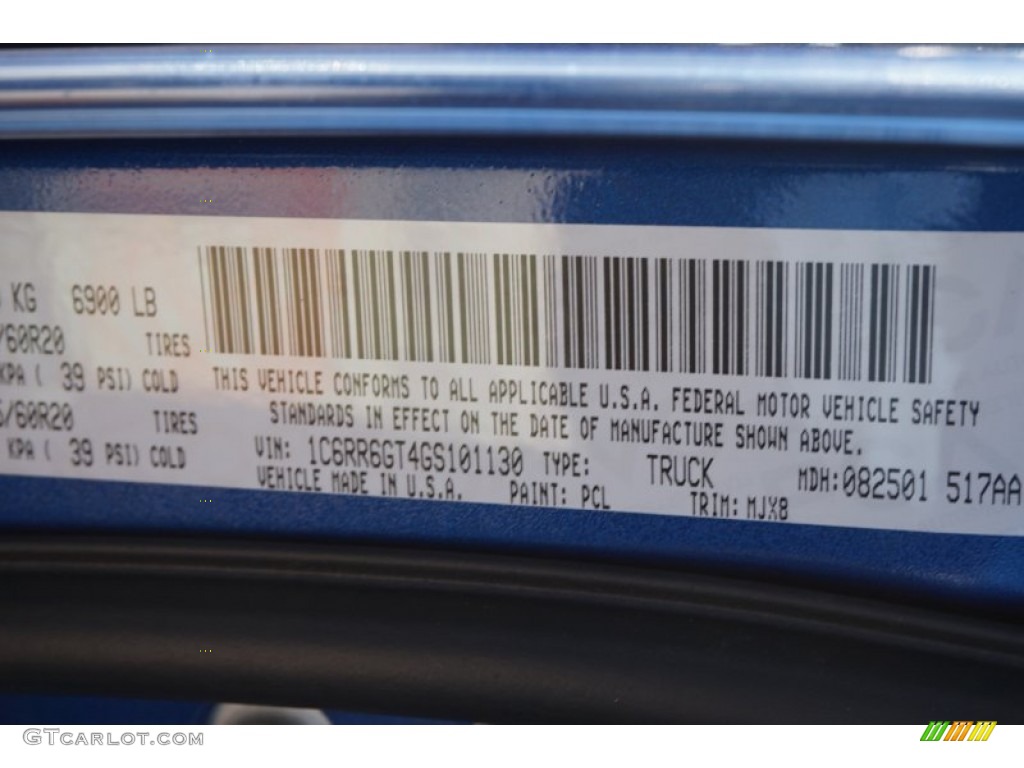 KG 6900 LB
/60R20 TIRES
KPA ( 39 PSI) COLD
/60R20 TIRES
KPA ( 39 PSI) COLD
THIS VEHICLE CONFORMS TO ALL APPLICABLE U.S.A. FEDERAL MOTOR VEHICLE SAFETY
STANDARDS IN EFFECT ON THE DATE OF MANUFACTURE SHOWN ABOVE.
VIN: 1C6RR6GT4GS101130 TYPE: TRUCK MDH:082501 517AA
VEHICLE MADE IN U.S.A. PAINT: PCL TRIM: MJX8
GTCarlot.com